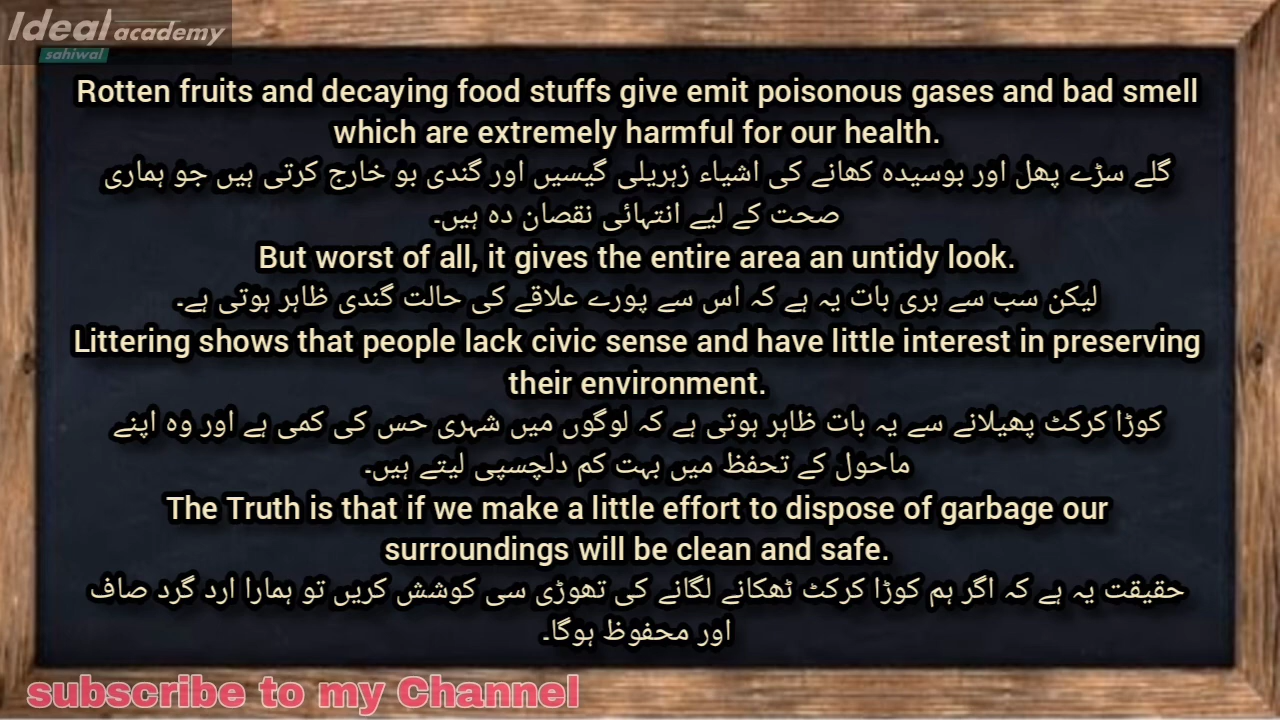 Ideal academy
sahiwal
Rotten fruits and decaying food stuffs give emit poisonous gases and bad smell
which are extremely harmful for our health.
گلے سڑے پھل اور بوسیدہ کھانے کی اشیاء زہریلی گیسیں اور گندی بو خارج کرتی ہیں جو ہماری
صحت کے لیے انتہائی نقصان دہ ہیں۔
But worst of all, it gives the entire area an untidy look.
لیکن سب سے بری بات یہ ہے کہ اس سے پورے علاقے کی حالت گندی ظاہر ہوتی ہے۔
Littering shows that people lack civic sense and have little interest in preserving
their environment.
کوڑا کرکٹ پھیلانے سے یہ بات ظاہر ہوتی ہے کہ لوگوں میں شہری حس کی کمی ہے اور وہ اپنے
ماحول کے تحفظ میں بہت کم دلچسپی لیتے ہیں۔
The Truth is that if we make a little effort to dispose of garbage our
surroundings will be clean and safe.
حقیقت یہ ہے کہ اگر ہم کوڑا کرکٹ ٹھکانے لگانے کی تھوڑی سی کوشش کریں تو ہمارا ارد گرد صاف
اور محفوظ ہوگا۔
subscribe to my Channel